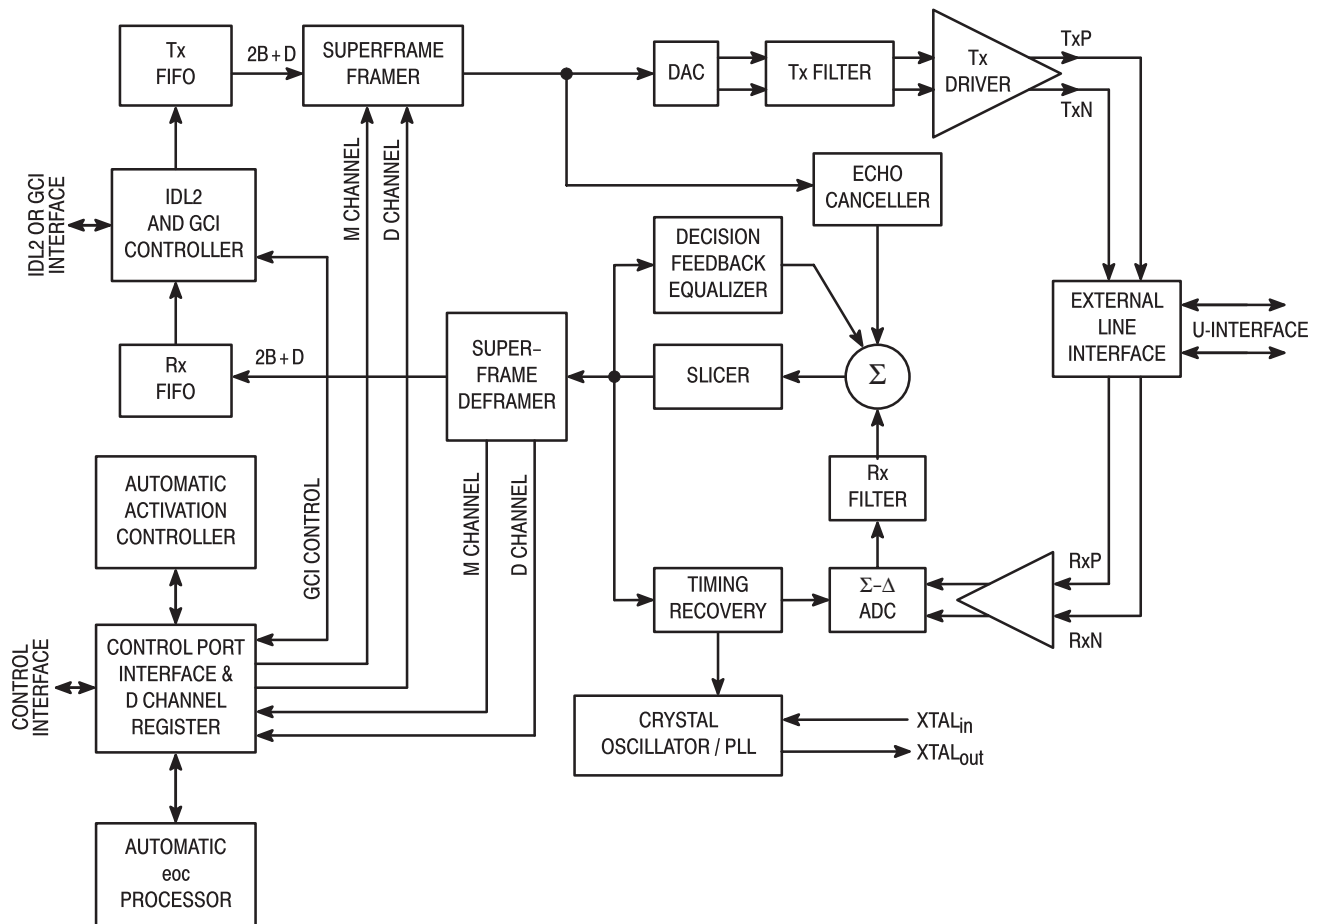 Tx
FIFO
2B+D
SUPERFRAME
FRAMER
DAC
Tx FILTER
Tx
DRIVER
TxP
TxN
IDL2 OR GCI
INTERFACE
IDL2
AND GCI
CONTROLLER
M CHANNEL
D CHANNEL
ECHO
CANCELLER
DECISION
FEEDBACK
EQUALIZER
EXTERNAL
LINE
INTERFACE
U-INTERFACE
Rx
FIFO
2B+D
SUPER–
FRAME
DEFRAMER
SLICER
Σ
Rx
FILTER
AUTOMATIC
ACTIVATION
CONTROLLER
GCI CONTROL
M CHANNEL
D CHANNEL
TIMING
RECOVERY
Σ–Δ
ADC
RxP
RxN
CONTROL
INTERFACE
CONTROL PORT
INTERFACE &
D CHANNEL
REGISTER
CRYSTAL
OSCILLATOR / PLL
XTALin
XTALout
AUTOMATIC
eoc
PROCESSOR